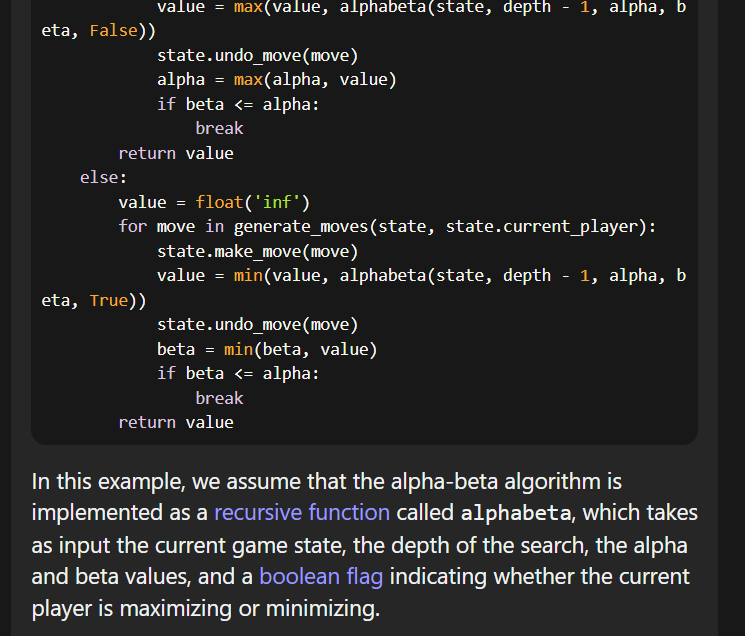 value = max(value, alphabeta(state, depth - 1, alpha, b
eta, False))
            state.undo_move(move)
            alpha = max(alpha, value)
            if beta <= alpha:
                break
        return value
    else:
        value = float('inf')
        for move in generate_moves(state, state.current_player):
            state.make_move(move)
            value = min(value, alphabeta(state, depth - 1, alpha, b
eta, True))
            state.undo_move(move)
            beta = min(beta, value)
            if beta <= alpha:
                break
        return value
In this example, we assume that the alpha-beta algorithm is
implemented as a recursive function called alphabeta, which takes
as input the current game state, the depth of the search, the alpha
and beta values, and a boolean flag indicating whether the current
player is maximizing or minimizing.